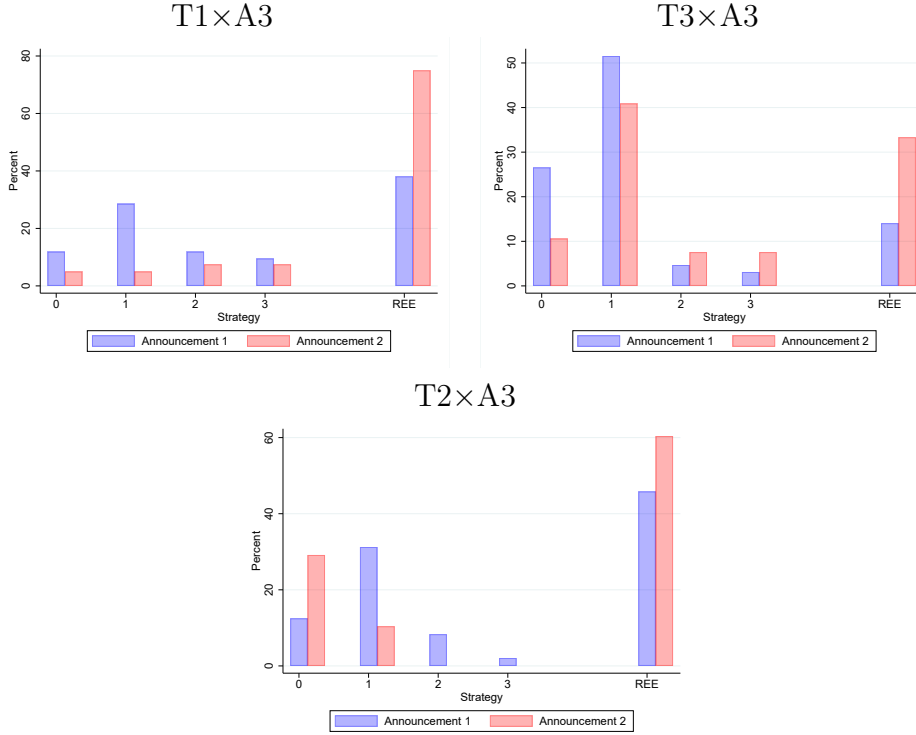 T1×A3
80
60
40
20
0
Percent
0 1 2 3 REE
Strategy
Announcement 1 Announcement 2
T3×A3
50
40
30
20
10
0
Percent
0 1 2 3 REE
Strategy
Announcement 1 Announcement 2
T2×A3
60
40
20
0
Percent
0 1 2 3 REE
Strategy
Announcement 1 Announcement 2